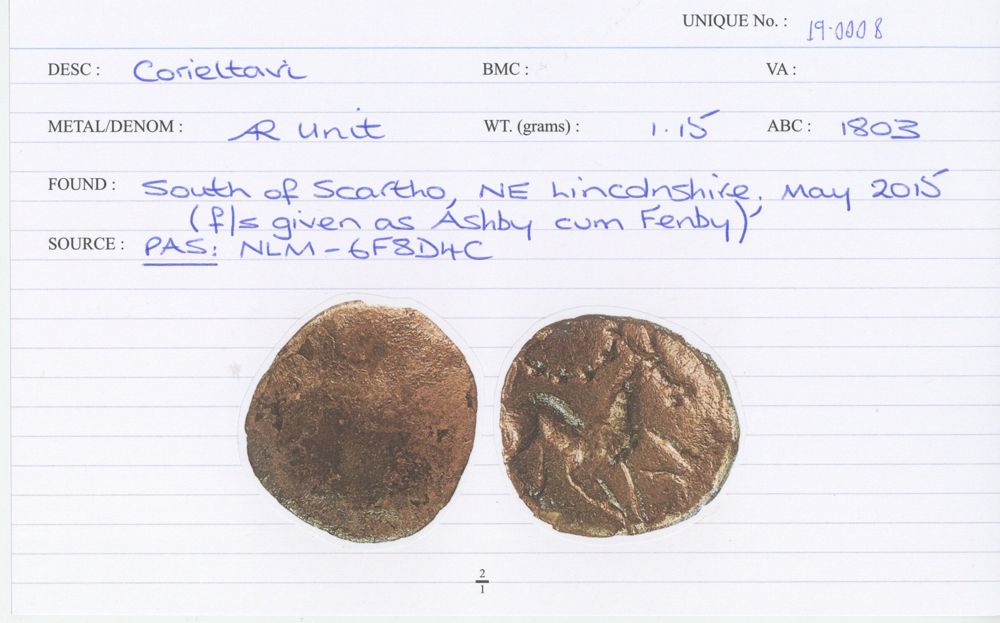 UNIQUE No. : 19.0008
DESC : Corieltavi BMC : VA :
METAL/DENOM : AR unit WT. (grams) : 1.15 ABC : 1803
FOUND : South of Scartho, NE Lincolnshire, May 2015
(f/s given as 'Ashby cum Fenby')
SOURCE : PAS: NLM-6F8D4C
2
1